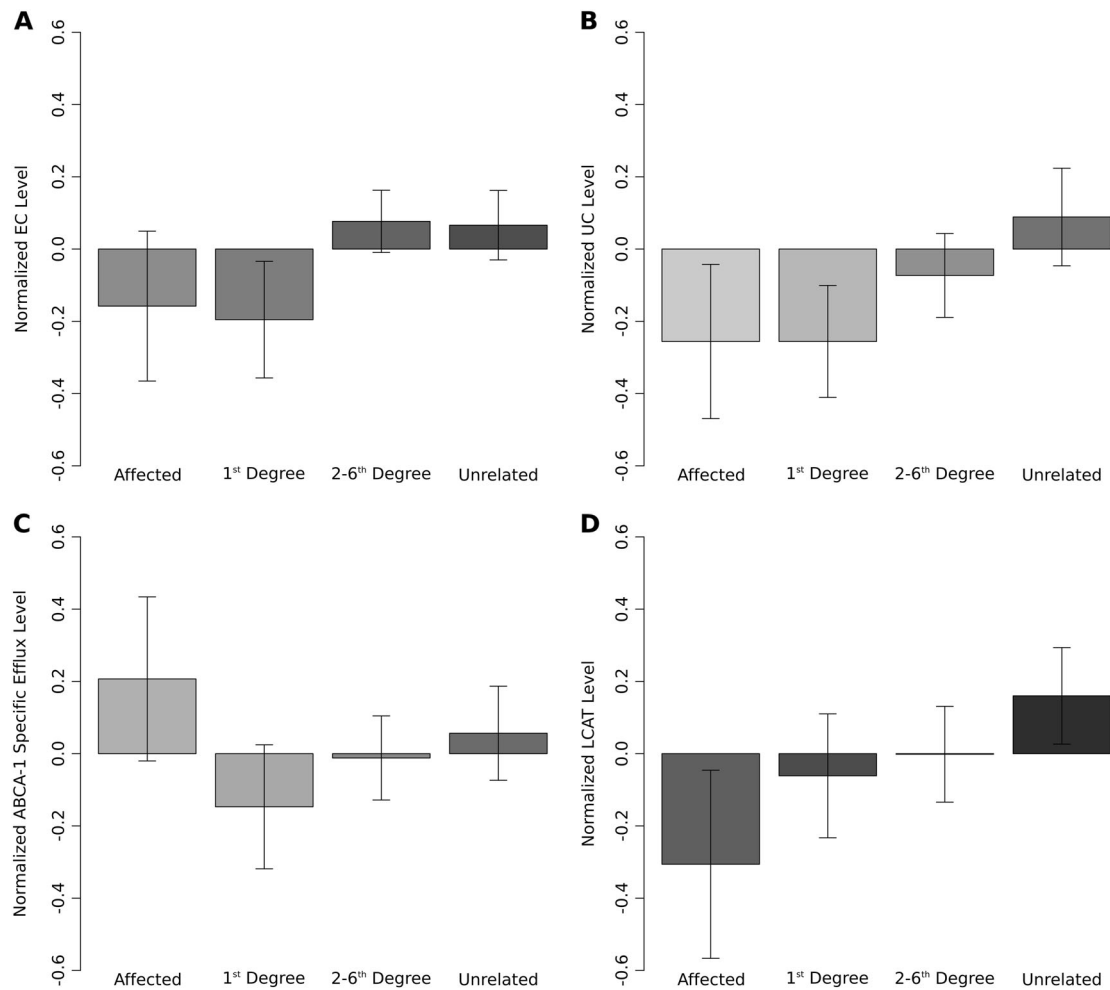 A
Normalized EC Level
0.6
0.4
0.2
0.0
-0.2
-0.4
-0.6
Affected
1st Degree
2-6th Degree
Unrelated
B
Normalized UC Level
0.6
0.4
0.2
0.0
-0.2
-0.4
-0.6
Affected
1st Degree
2-6th Degree
Unrelated
C
Normalized ABCA-1 Specific Efflux Level
0.6
0.4
0.2
0.0
-0.2
-0.4
-0.6
Affected
1st Degree
2-6th Degree
Unrelated
D
Normalized LCAT Level
0.6
0.4
0.2
0.0
-0.2
-0.4
-0.6
Affected
1st Degree
2-6th Degree
Unrelated